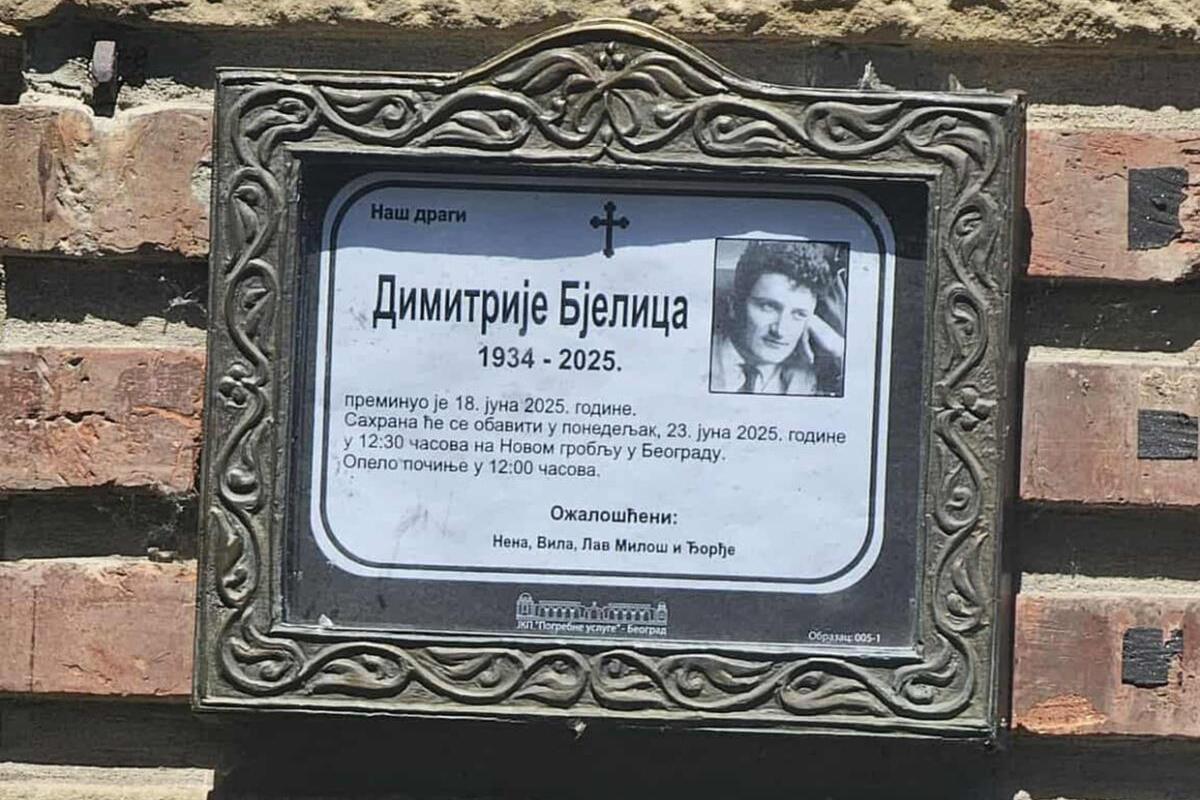 Наш драги
Димитрије Бјелица
1934 - 2025.
преминуо је 18. јуна 2025. године.
Сахрана ће се обавити у понедељак, 23. јуна 2025. године
у 12:30 часова на Новом гробљу у Београду.
Опело почиње у 12:00 часова.
Ожалошћени:
Нена, Вила, Лав Милош и Ђорђе
ЈКП "Погребне услуге" - Београд
Образац: 005-1